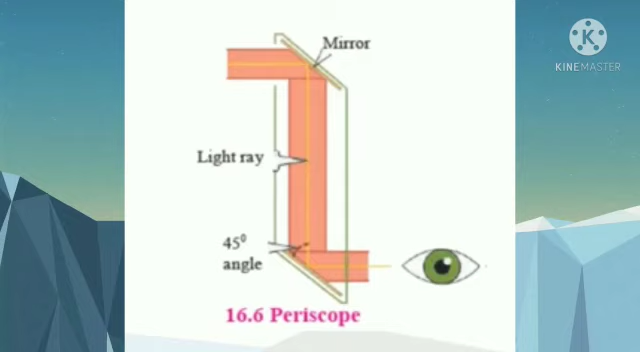 Mirror
K
KINEMASTER
Light ray
45⁰
angle
16.6 Periscope